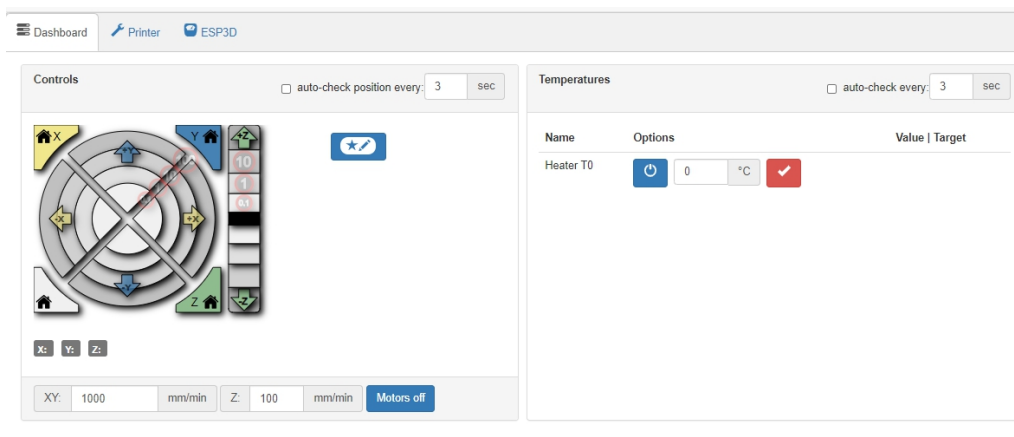 Dashboard Printer ESP3D
Controls
auto-check position every: 3 sec
X Y +Z
+Y
10
1
0.1
-X +X
-Y
Z -Z
X: Y: Z:
XY: 1000 mm/min Z: 100 mm/min Motors off
Temperatures
auto-check every: 3 sec
Name Options Value | Target
Heater T0 0 °C